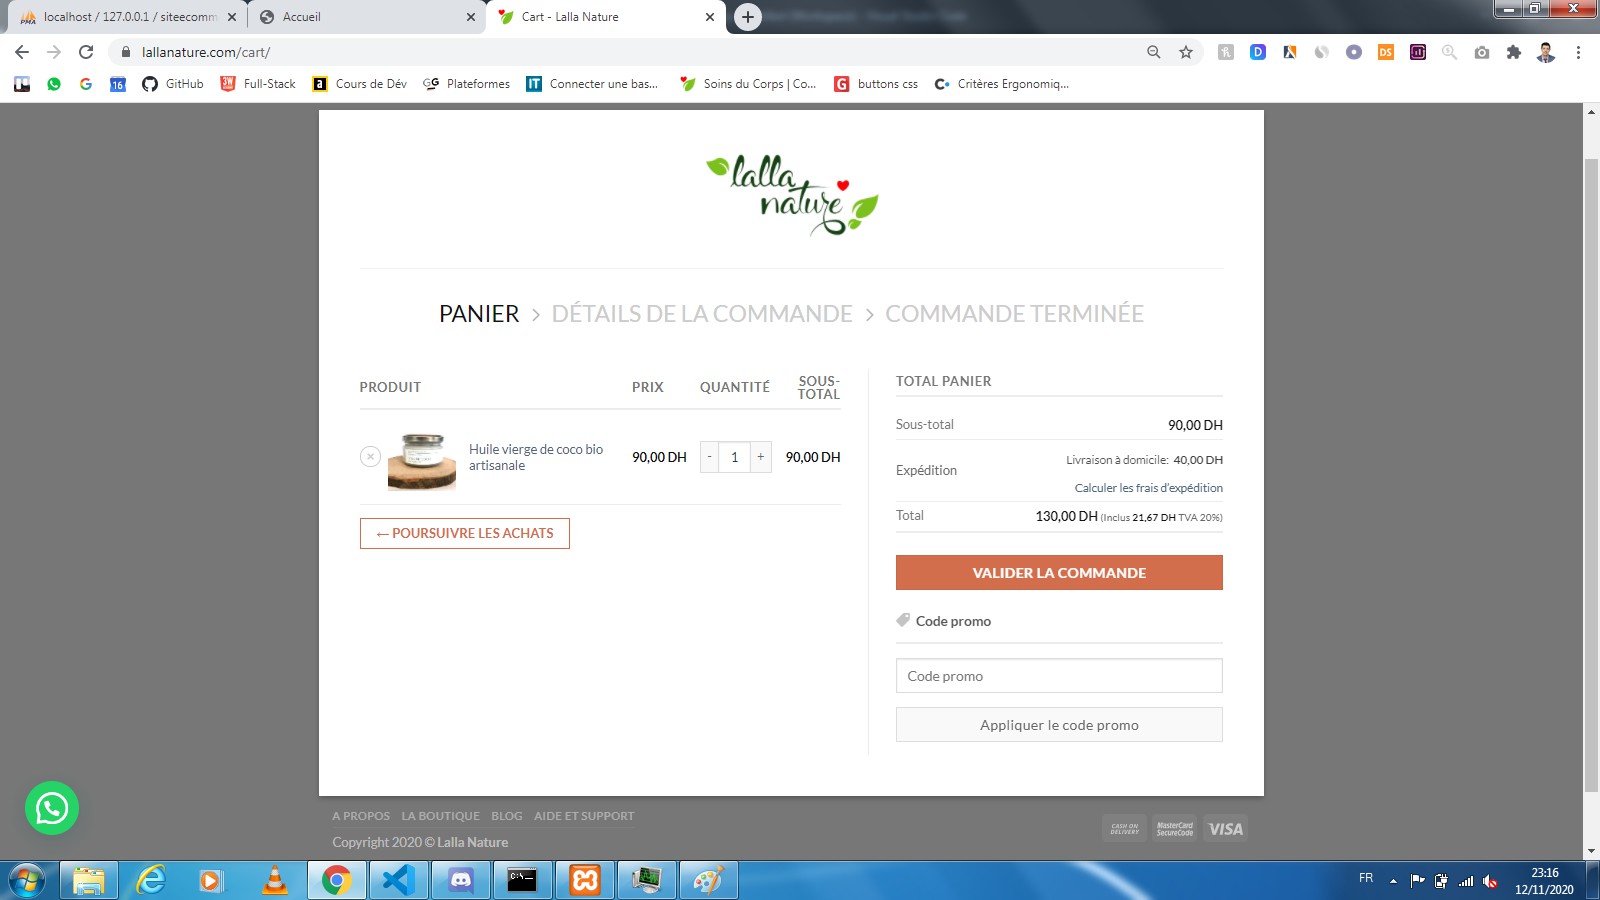 localhost / 127.0.0.1 / siteecomm
Accueil
Cart - Lalla Nature
lallanature.com/cart/
16
GitHub
Full-Stack
Cours de Dév
Plateformes
Connecter une bas...
Soins du Corps | Co...
buttons css
Critères Ergonomiq...
lalla
nature
PANIER > DÉTAILS DE LA COMMANDE > COMMANDE TERMINÉE
PRODUIT PRIX QUANTITÉ SOUS-
TOTAL
Huile vierge de coco bio
artisanale
90,00 DH - 1 + 90,00 DH
← POURSUIVRE LES ACHATS
TOTAL PANIER
Sous-total 90,00 DH
Expédition Livraison à domicile: 40,00 DH
Calculer les frais d'expédition
Total 130,00 DH (Inclus 21,67 DH TVA 20%)
VALIDER LA COMMANDE
Code promo
Code promo
Appliquer le code promo
A PROPOS LA BOUTIQUE BLOG AIDE ET SUPPORT
CASH ON
DELIVERY
MasterCard
SecureCode
VISA
Copyright 2020 © Lalla Nature
FR
23:16
12/11/2020